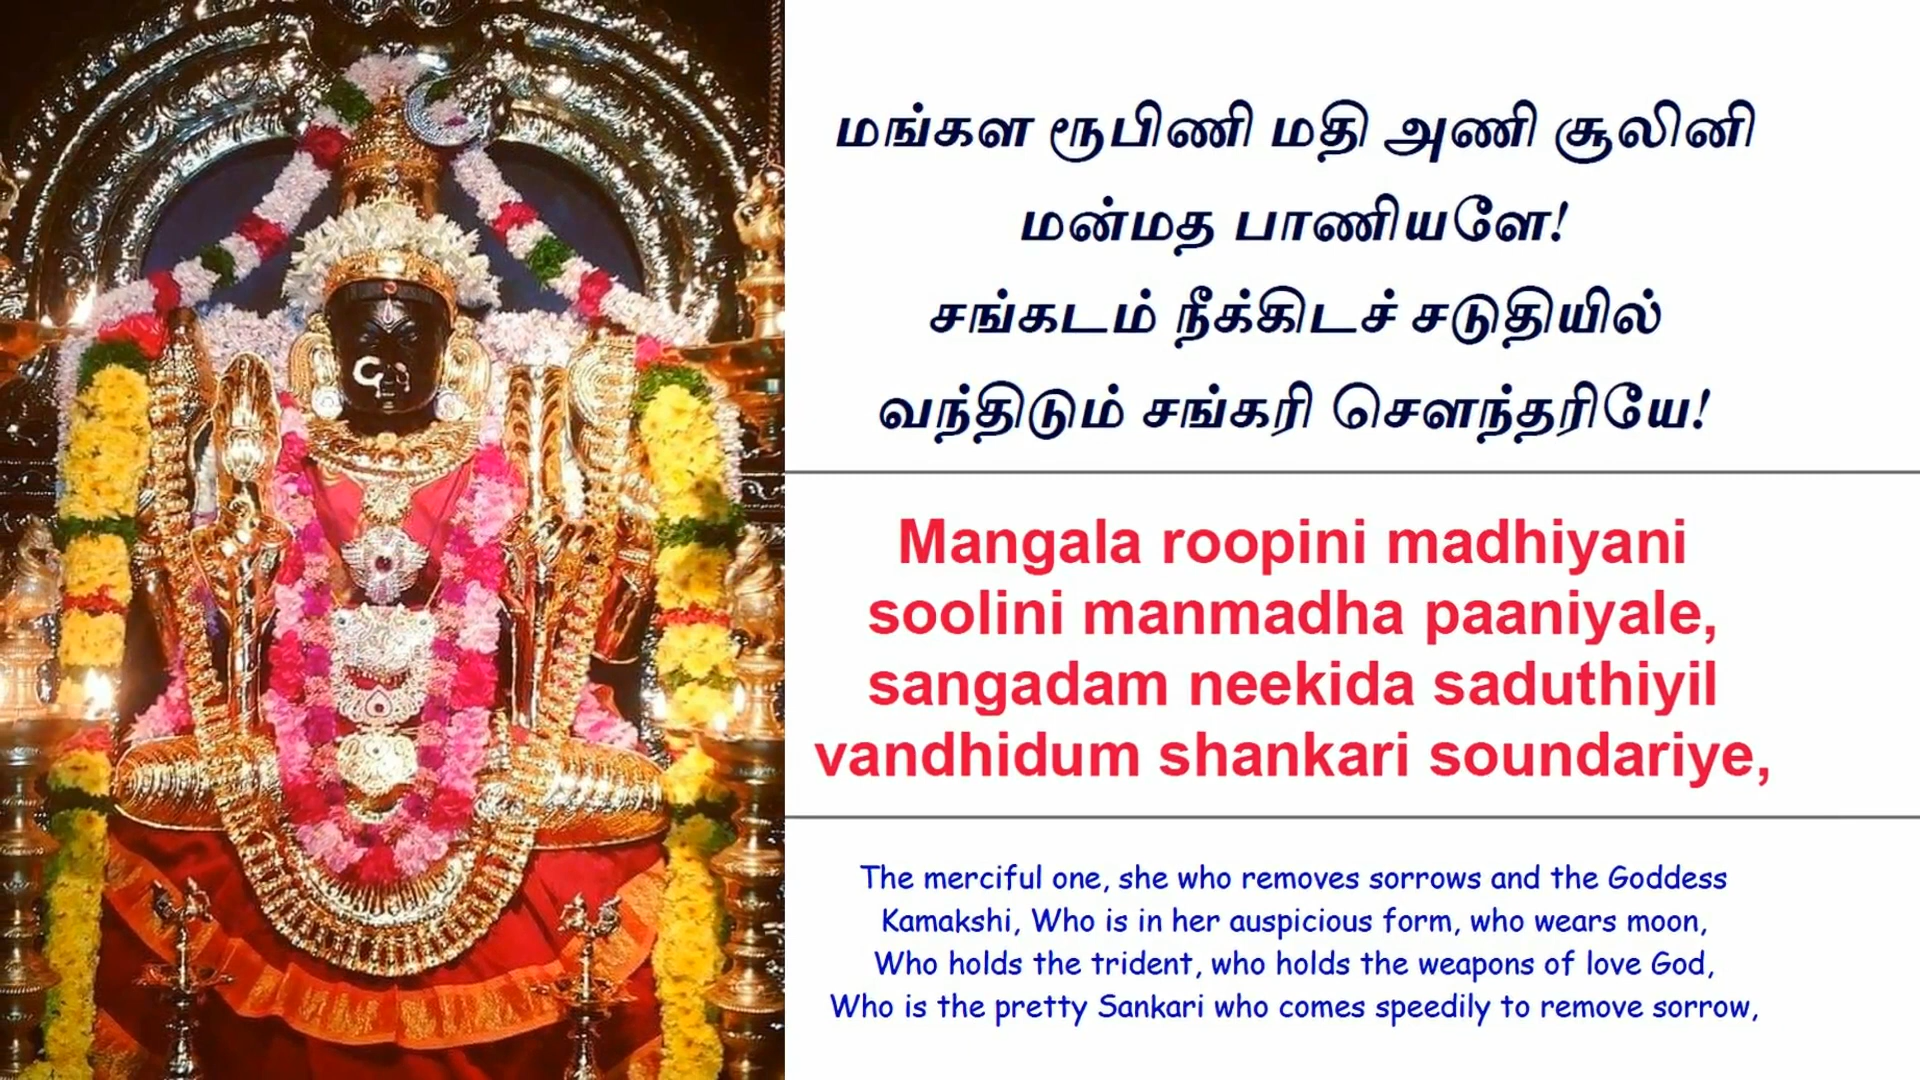 மங்கள ரூபிணி மதி அணி சூலினி
மன்மத பாணியளே!
சங்கடம் நீக்கிடச் சடுதியில்
வந்திடும் சங்கரி சௌந்தரியே!
Mangala roopini madhiyani
soolini manmadha paaniyale,
sangadam neekida saduthiyil
vandhidum shankari soundariye,
The merciful one, she who removes sorrows and the Goddess
Kamakshi, Who is in her auspicious form, who wears moon,
Who holds the trident, who holds the weapons of love God,
Who is the pretty Sankari who comes speedily to remove sorrow,